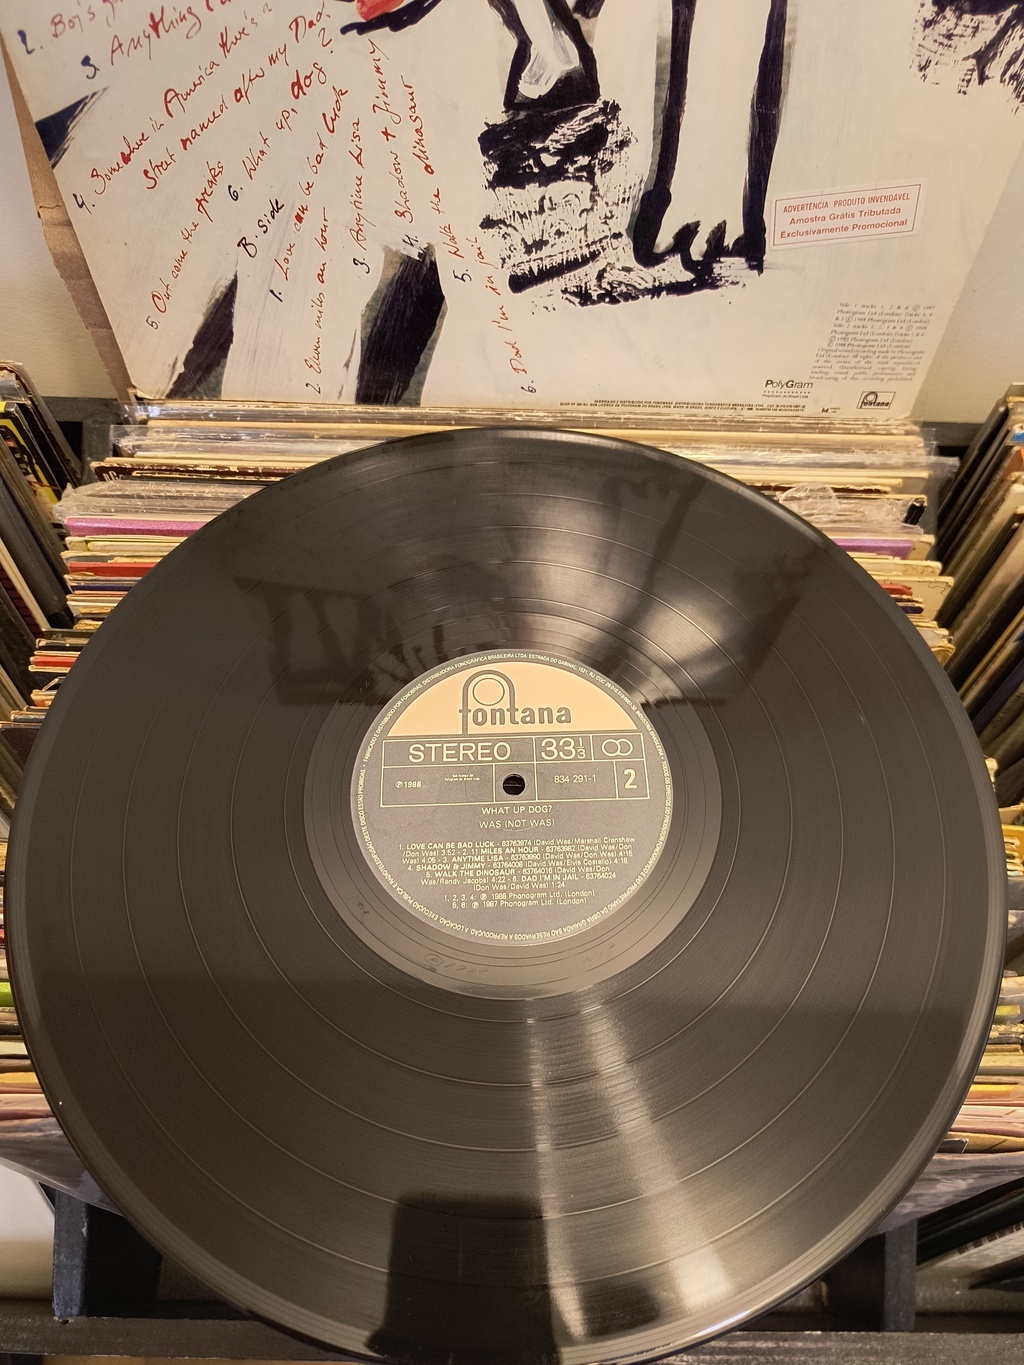 2. Boy's
3. Anything
4. Somewhere in America there's a
Street named after my Dad
5. Out come the freaks
6. What up, dog?
B. Side
1. Love can be bad luck
2. Eleven miles an hour
3. Anytime Lisa
4. Shadow & Jimmy
5. Walk the dinosaur
6. Dad I'm in jail
ADVERTÊNCIA PRODUTO INVENDÁVEL
Amostra Grátis Tributada
Exclusivamente Promocional
PolyGram
fontana
fontana
STEREO 33 1/3
℗ 1988
834 291-1
2
WHAT UP DOG?
WAS (NOT WAS)
1. LOVE CAN BE BAD LUCK - 63763974 (David Was/Marshall Crenshaw
/Don Was) 3:52 - 2. 11 MILES AN HOUR - 63763982 (David Was/Don
Was) 4:05 - 3. ANYTIME LISA - 63763990 (David Was/Don Was) 4:16
4. SHADOW & JIMMY - 63764008 (David Was/Elvis Costello) 4:18
5. WALK THE DINOSAUR - 63764016 (David Was/Don
Was/Randy Jacobs) 4:22 - 6. DAD I'M IN JAIL - 63764024
(Don Was/David Was) 1:24
1, 2, 3, 4: ℗ 1988 Phonogram Ltd. (London)
5, 6: ℗ 1987 Phonogram Ltd. (London)